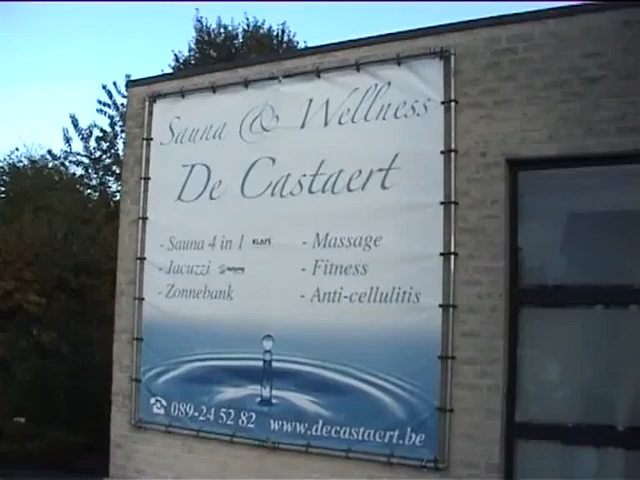 Sauna & Wellness
De Castaert
- Sauna 4 in 1 KLAFS - Massage
- Jacuzzi - Fitness
- Zonnebank - Anti-cellulitis
☎ 089-24 52 82 www.decastaert.be